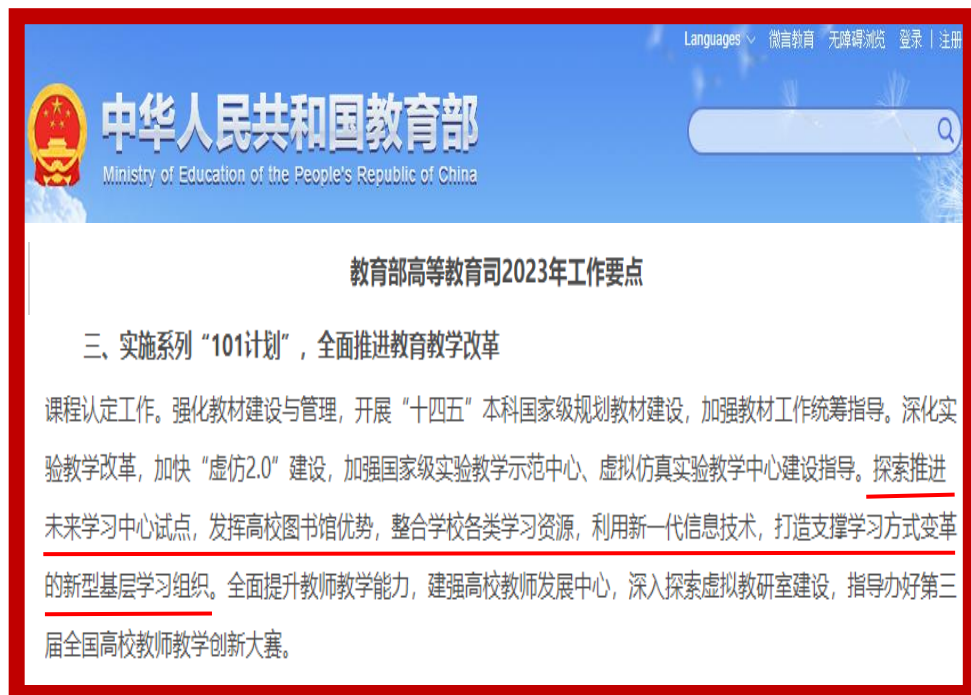 Languages 微言教育 无障碍浏览 登录 | 注册
中华人民共和国教育部
Ministry of Education of the People's Republic of China
教育部高等教育司2023年工作要点
三、实施系列“101计划”，全面推进教育教学改革
课程认定工作。强化教材建设与管理，开展“十四五”本科国家级规划教材建设，加强教材工作统筹指导。深化实
验教学改革，加快“虚仿2.0”建设，加强国家级实验教学示范中心、虚拟仿真实验教学中心建设指导。探索推进
未来学习中心试点，发挥高校图书馆优势，整合学校各类学习资源，利用新一代信息技术，打造支撑学习方式变革
的新型基层学习组织。全面提升教师教学能力，建强高校教师发展中心，深入探索虚拟教研室建设，指导办好第三
届全国高校教师教学创新大赛。